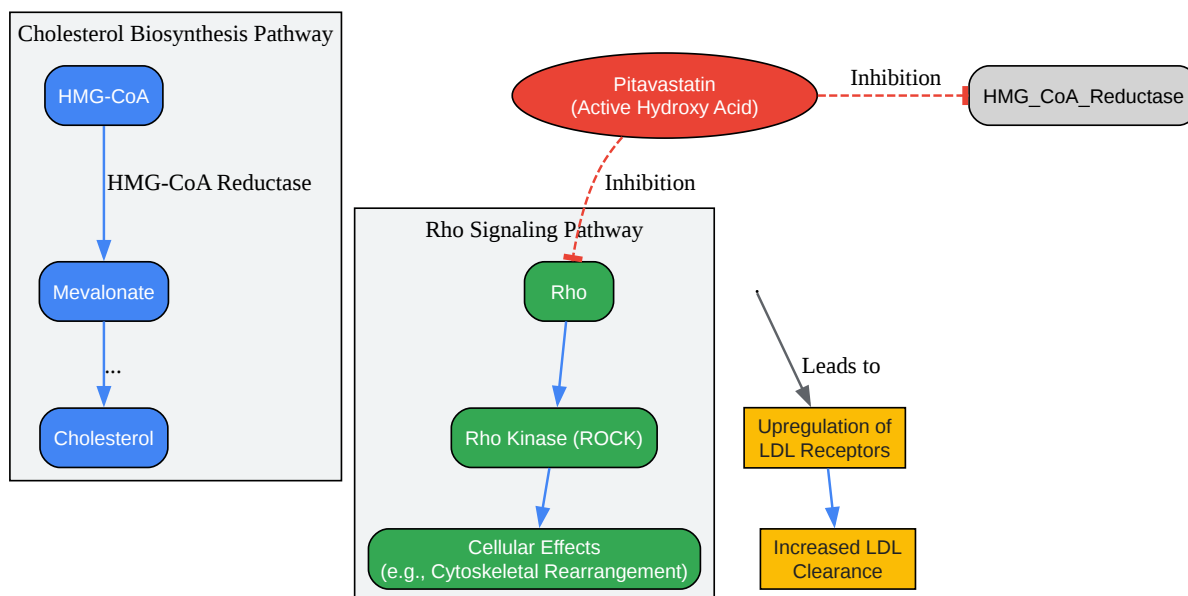 Cholesterol Biosynthesis Pathway
HMG-CoA
HMG-CoA Reductase
Mevalonate
...
Cholesterol
Pitavastatin
(Active Hydroxy Acid)
Inhibition
HMG_CoA_Reductase
Inhibition
Rho Signaling Pathway
Rho
Rho Kinase (ROCK)
Cellular Effects
(e.g., Cytoskeletal Rearrangement)
Leads to
Upregulation of
LDL Receptors
Increased LDL
Clearance